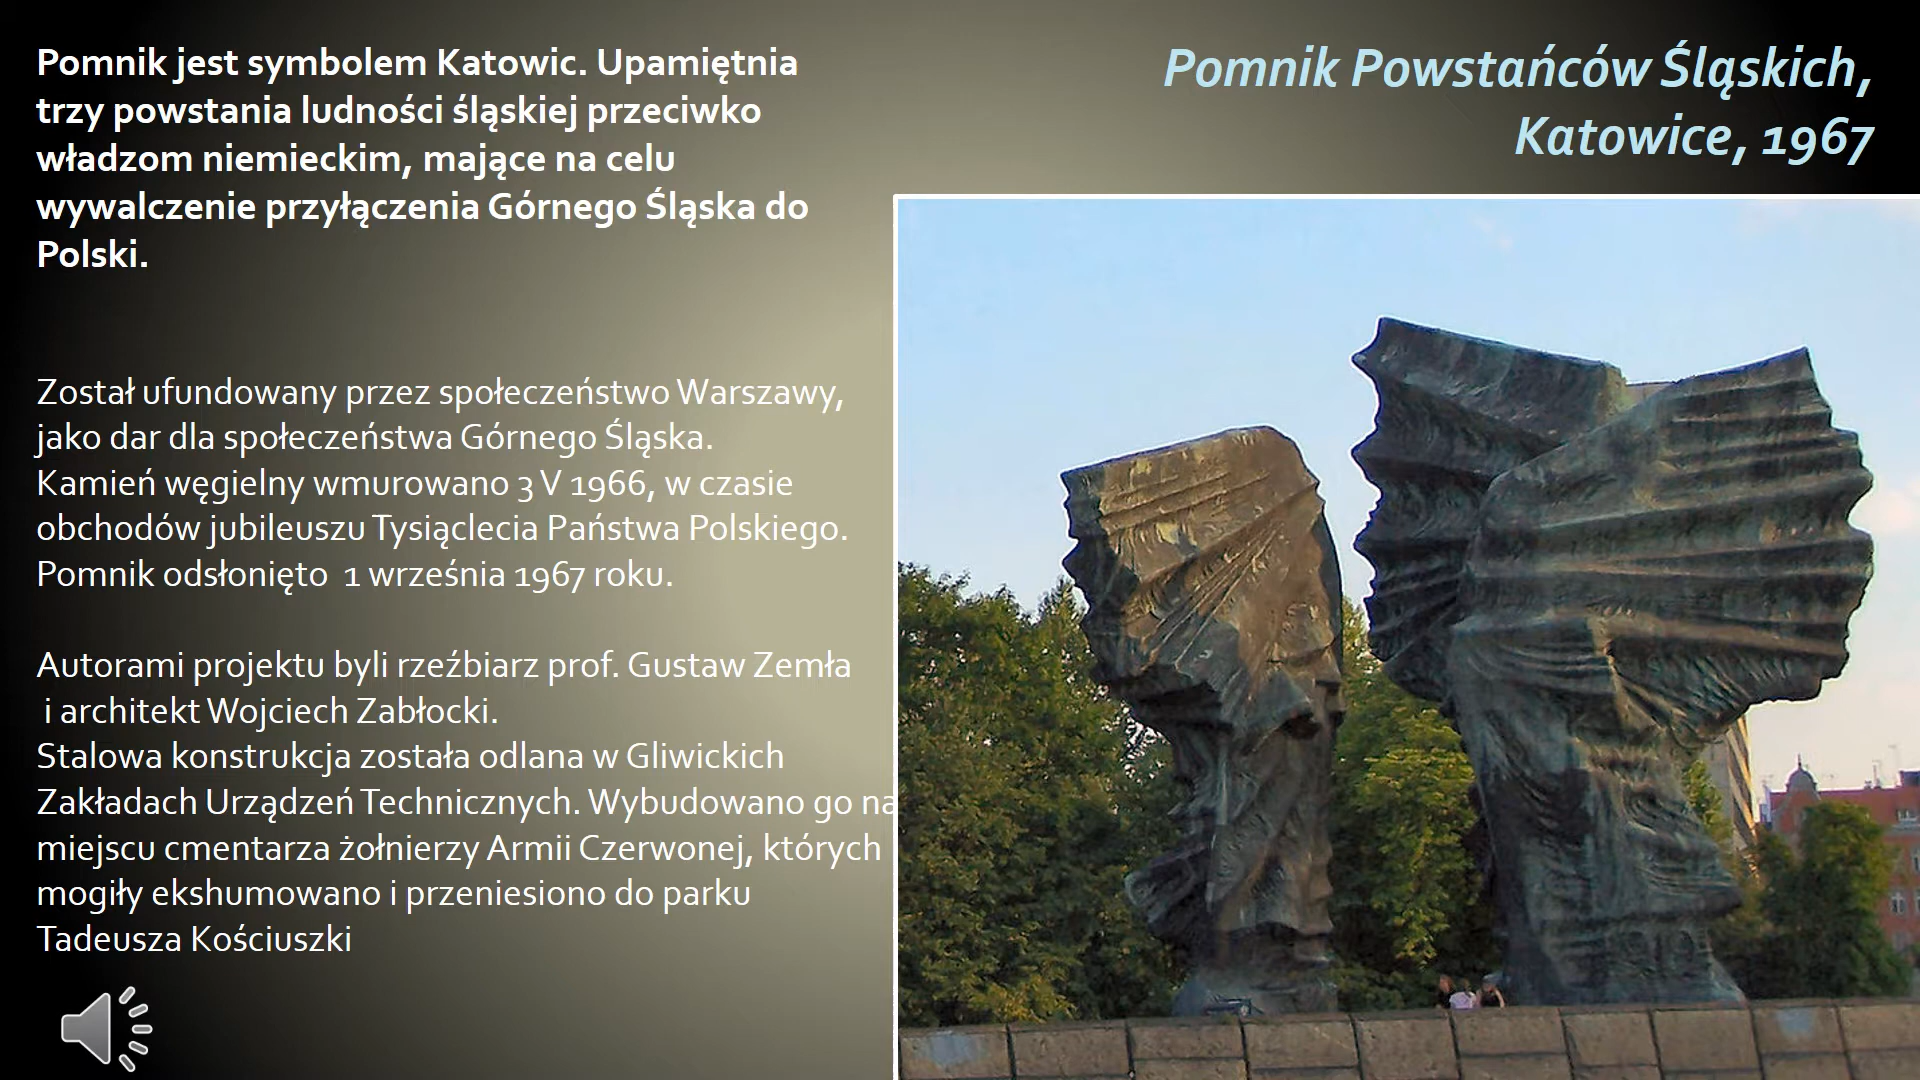 Pomnik jest symbolem Katowic. Upamiętnia
trzy powstania ludności śląskiej przeciwko
władzom niemieckim, mające na celu
wywalczenie przyłączenia Górnego Śląska do
Polski.
Pomnik Powstańców Śląskich,
Katowice, 1967
Został ufundowany przez społeczeństwo Warszawy,
jako dar dla społeczeństwa Górnego Śląska.
Kamień węgielny wmurowano 3 V 1966, w czasie
obchodów jubileuszu Tysiąclecia Państwa Polskiego.
Pomnik odsłonięto 1 września 1967 roku.
Autorami projektu byli rzeźbiarz prof. Gustaw Zemła
i architekt Wojciech Zabłocki.
Stalowa konstrukcja została odlana w Gliwickich
Zakładach Urządzeń Technicznych. Wybudowano go na
miejscu cmentarza żołnierzy Armii Czerwonej, których
mogiły ekshumowano i przeniesiono do parku
Tadeusza Kościuszki